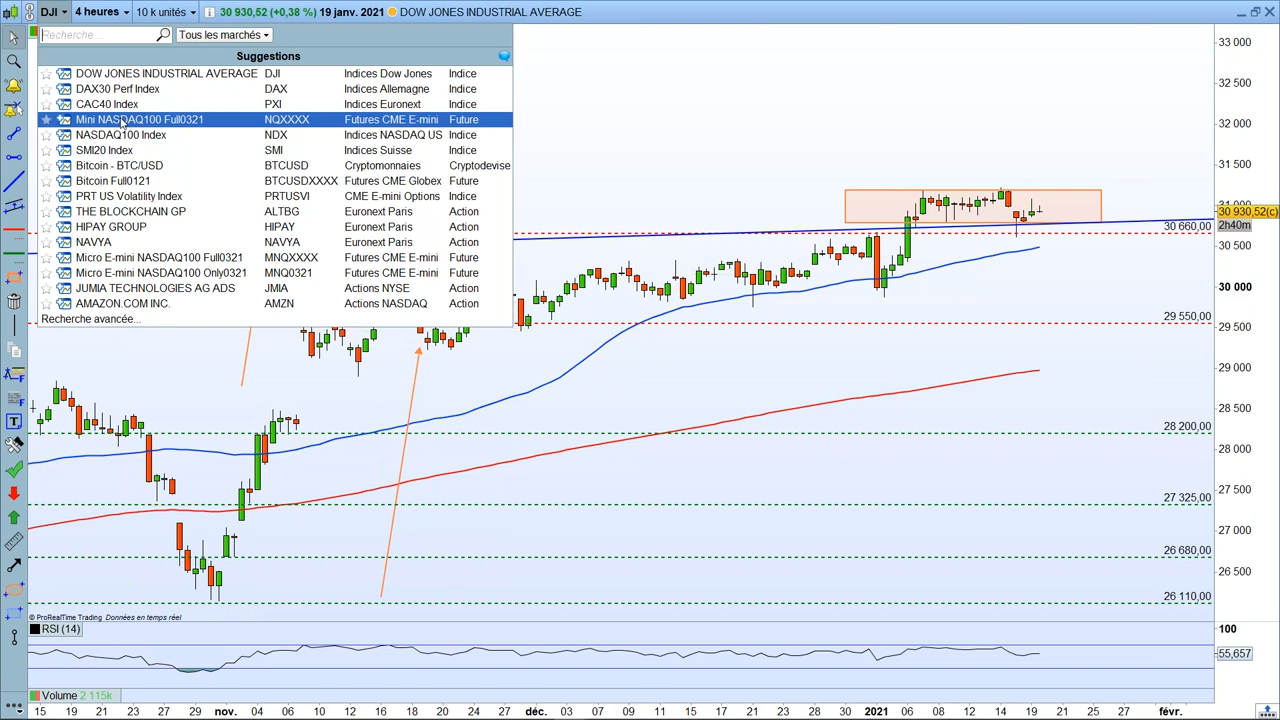 DJI 4 heures 10 k unités 30 930,52 (+0,38 %) 19 janv. 2021 DOW JONES INDUSTRIAL AVERAGE
Recherche ... Tous les marchés
Suggestions
DOW JONES INDUSTRIAL AVERAGE DJI Indices Dow Jones Indice
DAX30 Perf Index DAX Indices Allemagne Indice
CAC40 Index PXI Indices Euronext Indice
Mini NASDAQ100 Full0321 NQXXXX Futures CME E-mini Future
NASDAQ100 Index NDX Indices NASDAQ US Indice
SMI20 Index SMI Indices Suisse Indice
Bitcoin - BTC/USD BTCUSD Cryptomonnaies Cryptodevise
Bitcoin Full0121 BTCUSDXXXX Futures CME Globex Future
PRT US Volatility Index PRTUSVI CME E-mini Options Indice
THE BLOCKCHAIN GP ALTBG Euronext Paris Action
HIPAY GROUP HIPAY Euronext Paris Action
NAVYA NAVYA Euronext Paris Action
Micro E-mini NASDAQ100 Full0321 MNQXXXX Futures CME E-mini Future
Micro E-mini NASDAQ100 Only0321 MNQ0321 Futures CME E-mini Future
JUMIA TECHNOLOGIES AG ADS JMIA Actions NYSE Action
AMAZON.COM INC. AMZN Actions NASDAQ Action
Recherche avancée...
33 000
32 500
32 000
31 500
31 000
30 930,52(c)
2h40m
30 660,00
30 500
30 000
29 550,00
29 500
29 000
28 500
28 200,00
28 000
27 500
27 325,00
27 000
26 680,00
26 500
26 110,00
© ProRealTime Trading Données en temps réel
RSI (14)
100
55,657
Volume 2 115k
15 19 21 23 27 29 nov. 04 06 10 12 16 18 20 24 26 déc. 03 07 09 11 15 17 21 23 28 30 2021 06 08 12 14 19 21 25 27 févr.